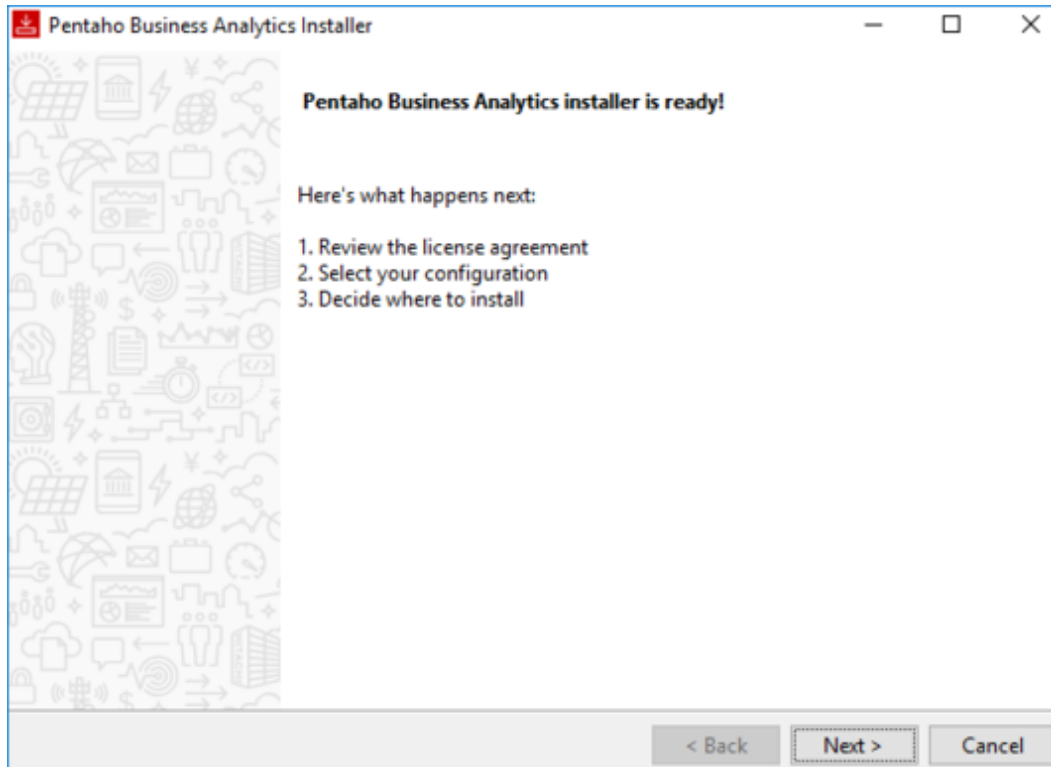 Pentaho Business Analytics Installer
Pentaho Business Analytics installer is ready!
Here's what happens next:
1. Review the license agreement
2. Select your configuration
3. Decide where to install
< Back
Next >
Cancel